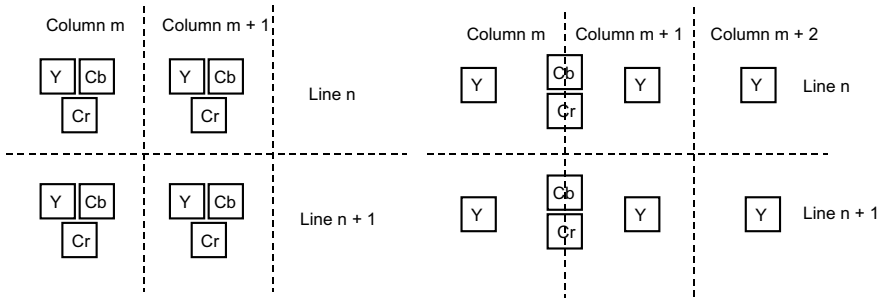 Column m Column m + 1
Y Cb Y Cb
Cr Cr
Line n
Y Cb Y Cb
Cr Cr
Line n + 1
Column m Column m + 1 Column m + 2
Cb
Y Y Y Line n
Cr
Cb
Y Y Y Line n + 1
Cr